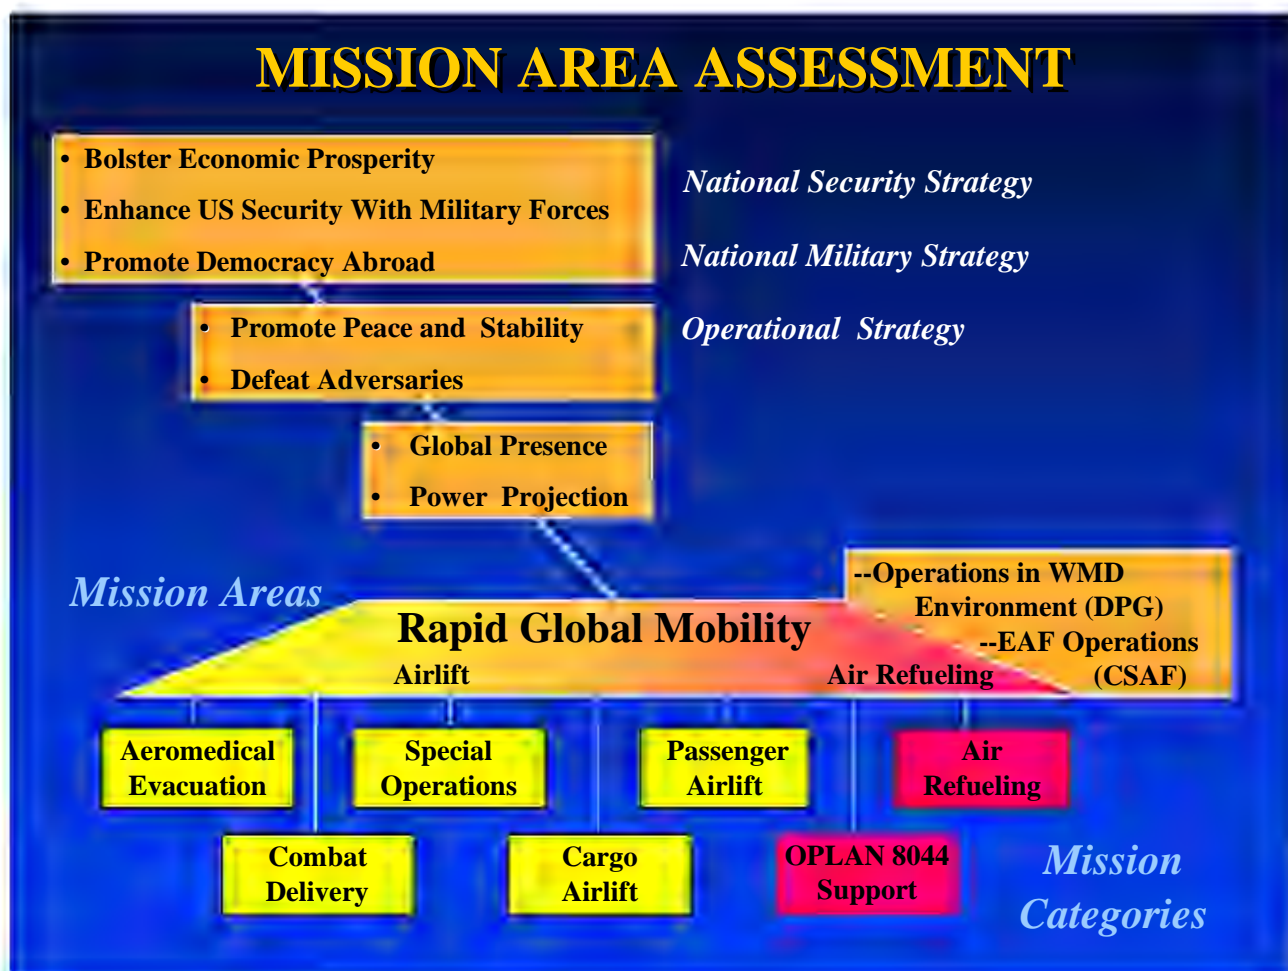 MISSION AREA ASSESSMENT
• Bolster Economic Prosperity
• Enhance US Security With Military Forces
• Promote Democracy Abroad
National Security Strategy
National Military Strategy
Operational Strategy
• Promote Peace and Stability
• Defeat Adversaries
• Global Presence
• Power Projection
--Operations in WMD
Environment (DPG)
--EAF Operations
(CSAF)
Mission Areas
Rapid Global Mobility
Airlift
Air Refueling
Aeromedical
Evacuation
Special
Operations
Passenger
Airlift
Air
Refueling
Combat
Delivery
Cargo
Airlift
OPLAN 8044
Support
Mission
Categories